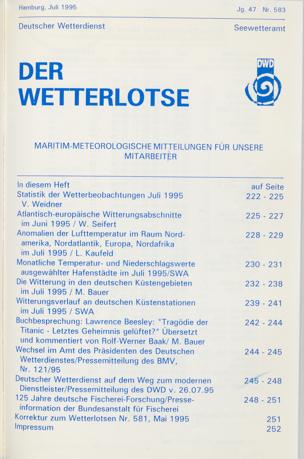 Hamburg, Juli 1995 Jg. 47 Nr. 583
Deutscher Wetterdienst Seewetteramt
DER
WETTERLOTSE
DWD
MARITIM-METEOROLOGISCHE MITTEILUNGEN FÜR UNSERE
MITARBEITER
In diesem Heft auf Seite
Statistik der Wetterbeobachtungen Juli 1995 222 - 225
V. Weidner
Atlantisch-europäische Witterungsabschnitte 225 - 227
im Juni 1995 / W. Seifert
Anomalien der Lufttemperatur im Raum Nord- 228 - 229
amerika, Nordatlantik, Europa, Nordafrika
im Juli 1995 / L. Kaufeld
Monatliche Temperatur- und Niederschlagswerte 230 - 231
ausgewählter Hafenstädte im Juli 1995/SWA
Die Witterung in den deutschen Küstengebieten 232 - 238
im Juli 1995 / M. Bauer
Witterungsverlauf an deutschen Küstenstationen 239 - 241
im Juli 1995 / SWA
Buchbesprechung: Lawrence Beesley: "Tragödie der 242 - 244
Titanic - Letztes Geheimnis gelüftet?" Übersetzt
und kommentiert von Rolf-Werner Baak/ M. Bauer
Wechsel im Amt des Präsidenten des Deutschen 244 - 245
Wetterdienstes/Pressemitteilung des BMV,
Nr. 121/95
Deutscher Wetterdienst auf dem Weg zum modernen 245 - 248
Dienstleister/Pressemitteilung des DWD v. 26.07.95
125 Jahre deutsche Fischerei-Forschung/Presse- 248 - 251
information der Bundesanstalt für Fischerei
Korrektur zum Wetterlotsen Nr. 581, Mai 1995 251
Impressum 252